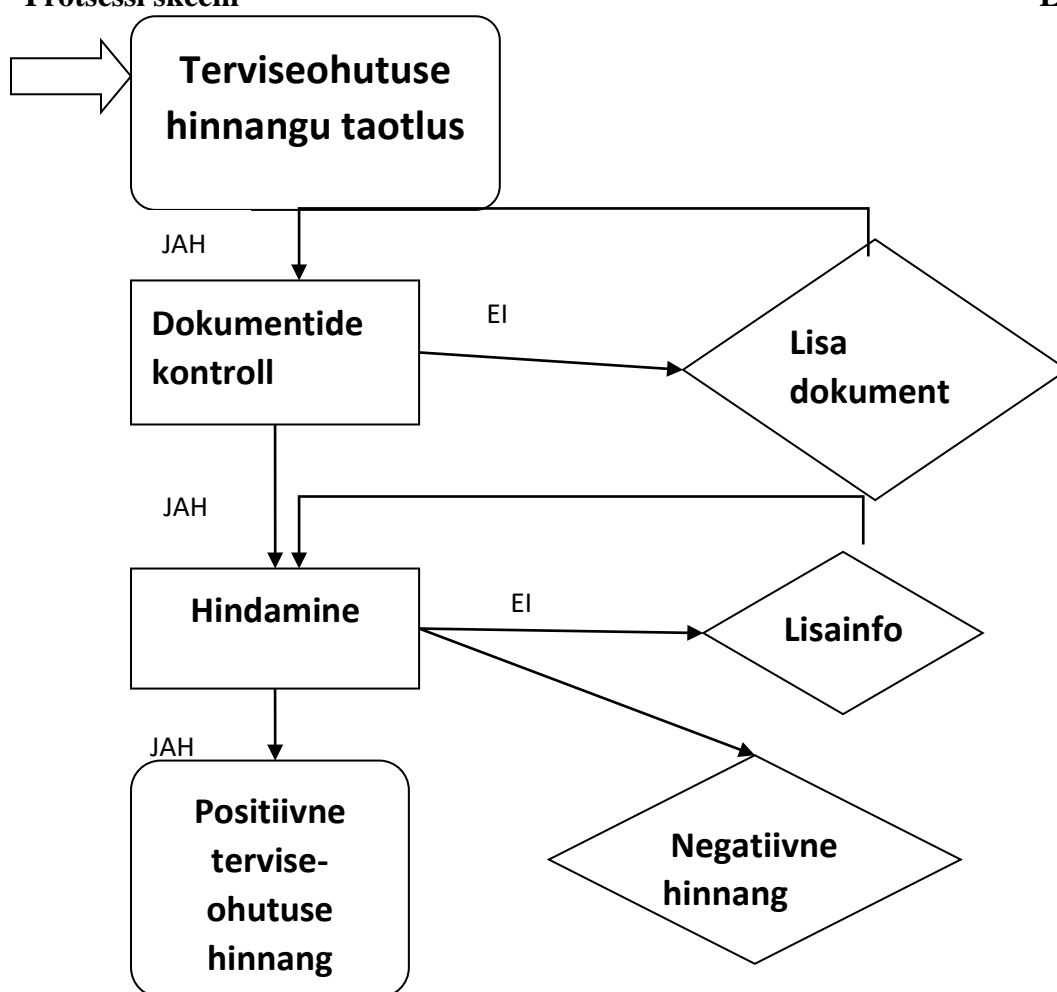 Protsessi skeem
Terviseohutuse
hinnangu taotlus
JAH
Dokumentide
kontroll
EI
Lisa
dokument
JAH
Hindamine
EI
Lisainfo
JAH
Positiivne
tervise-
ohutuse
hinnang
Negatiivne
hinnang